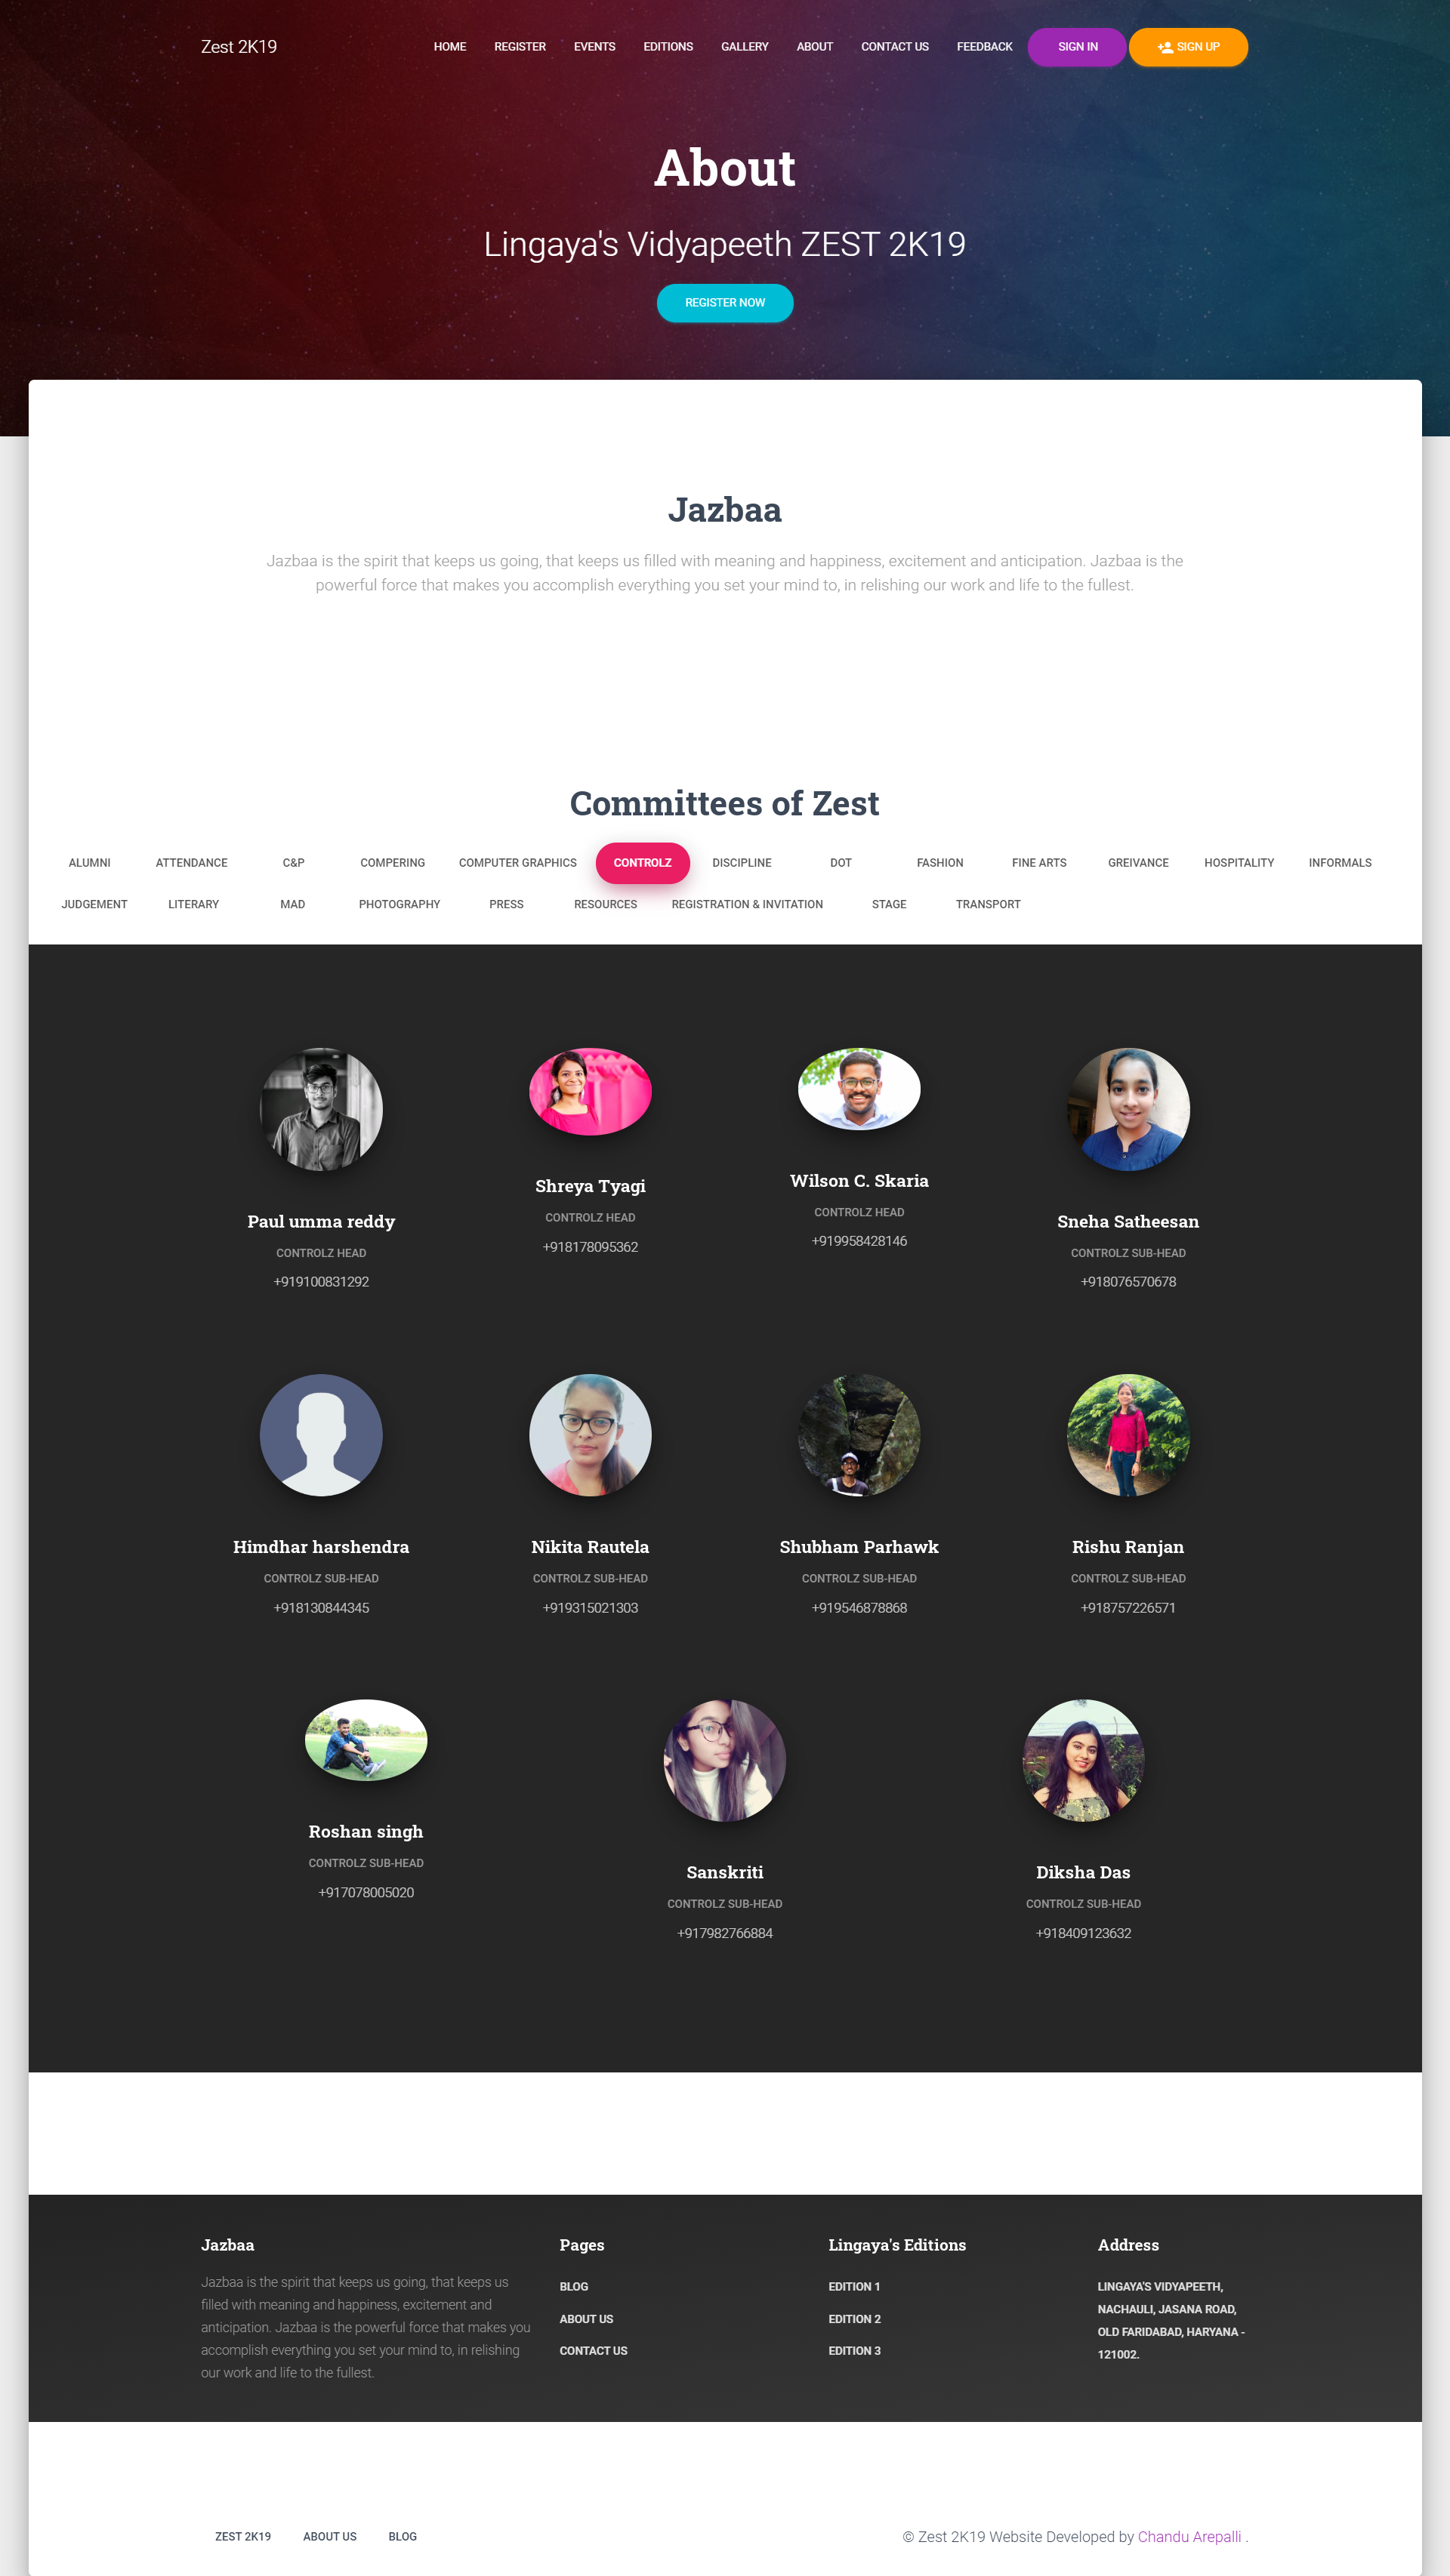 Zest 2K19
HOME
REGISTER
EVENTS
EDITIONS
GALLERY
ABOUT
CONTACT US
FEEDBACK
SIGN IN
SIGN UP
About
Lingaya's Vidyapeeth ZEST 2K19
REGISTER NOW
Jazbaa
Jazbaa is the spirit that keeps us going, that keeps us filled with meaning and happiness, excitement and anticipation. Jazbaa is the
powerful force that makes you accomplish everything you set your mind to, in relishing our work and life to the fullest.
Committees of Zest
ALUMNI
ATTENDANCE
C&P
COMPERING
COMPUTER GRAPHICS
CONTROLZ
DISCIPLINE
DOT
FASHION
FINE ARTS
GREIVANCE
HOSPITALITY
INFORMALS
JUDGEMENT
LITERARY
MAD
PHOTOGRAPHY
PRESS
RESOURCES
REGISTRATION & INVITATION
STAGE
TRANSPORT
Paul umma reddy
CONTROLZ HEAD
+919100831292
Shreya Tyagi
CONTROLZ HEAD
+918178095362
Wilson C. Skaria
CONTROLZ HEAD
+919958428146
Sneha Satheesan
CONTROLZ SUB-HEAD
+918076570678
Himdhar harshendra
CONTROLZ SUB-HEAD
+918130844345
Nikita Rautela
CONTROLZ SUB-HEAD
+919315021303
Shubham Parhawk
CONTROLZ SUB-HEAD
+919546878868
Rishu Ranjan
CONTROLZ SUB-HEAD
+918757226571
Roshan singh
CONTROLZ SUB-HEAD
+917078005020
Sanskriti
CONTROLZ SUB-HEAD
+917982766884
Diksha Das
CONTROLZ SUB-HEAD
+918409123632
Jazbaa
Jazbaa is the spirit that keeps us going, that keeps us
filled with meaning and happiness, excitement and
anticipation. Jazbaa is the powerful force that makes you
accomplish everything you set your mind to, in relishing
our work and life to the fullest.
Pages
BLOG
ABOUT US
CONTACT US
Lingaya's Editions
EDITION 1
EDITION 2
EDITION 3
Address
LINGAYA'S VIDYAPEETH,
NACHAULI, JASANA ROAD,
OLD FARIDABAD, HARYANA -
121002.
ZEST 2K19
ABOUT US
BLOG
© Zest 2K19 Website Developed by Chandu Arepalli .